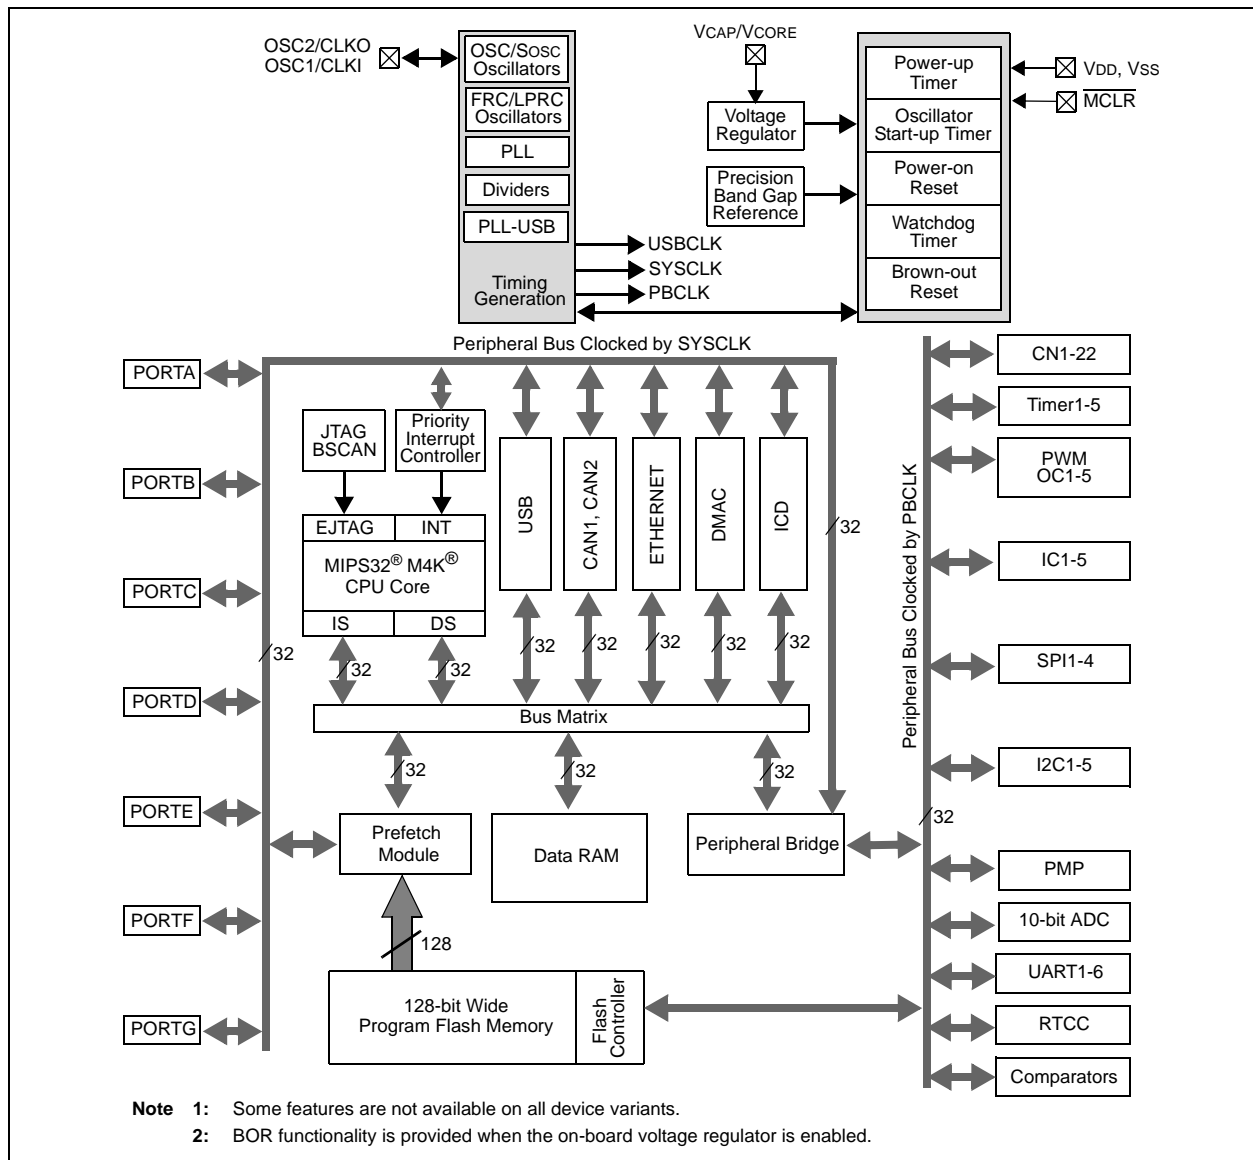 OSC2/CLKO
OSC1/CLKI
OSC/SOSC
Oscillators
FRC/LPRC
Oscillators
PLL
Dividers
PLL-USB
Timing
Generation
USBCLK
SYSCLK
PBCLK
VCAP/VCORE
Voltage
Regulator
Precision
Band Gap
Reference
Power-up
Timer
Oscillator
Start-up Timer
Power-on
Reset
Watchdog
Timer
Brown-out
Reset
VDD, VSS
MCLR
Peripheral Bus Clocked by SYSCLK
PORTA
PORTB
PORTC
PORTD
PORTE
PORTF
PORTG
32
JTAG
BSCAN
Priority
Interrupt
Controller
EJTAG
INT
MIPS32® M4K®
CPU Core
IS
DS
32
32
USB
CAN1, CAN2
ETHERNET
DMAC
ICD
32
32
32
32
32
32
Bus Matrix
32
32
32
Prefetch
Module
Data RAM
Peripheral Bridge
128
128-bit Wide
Program Flash Memory
Flash
Controller
Peripheral Bus Clocked by PBCLK
32
CN1-22
Timer1-5
PWM
OC1-5
IC1-5
SPI1-4
I2C1-5
PMP
10-bit ADC
UART1-6
RTCC
Comparators
Note 1: Some features are not available on all device variants.
2: BOR functionality is provided when the on-board voltage regulator is enabled.